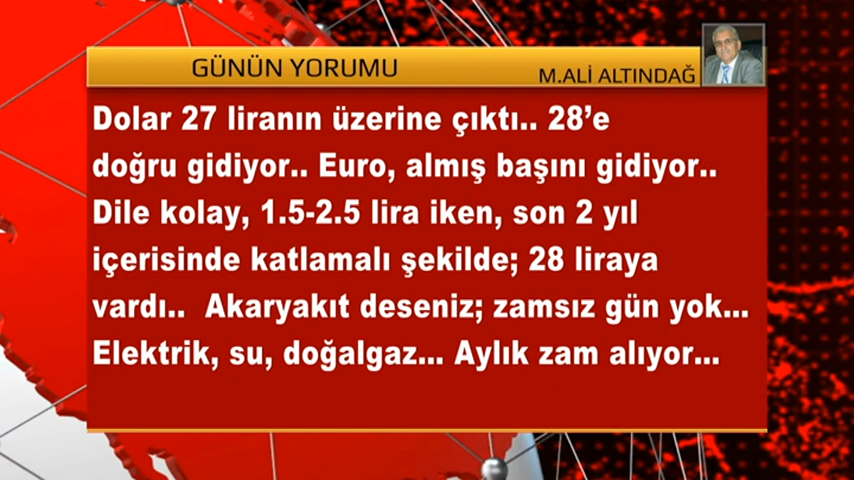 GÜNÜN YORUMU
M.ALİ ALTINDAĞ
Dolar 27 liranın üzerine çıktı.. 28’e
doğru gidiyor.. Euro, almış başını gidiyor..
Dile kolay, 1.5-2.5 lira iken, son 2 yıl
içerisinde katlamalı şekilde; 28 liraya
vardı.. Akaryakıt deseniz; zamsız gün yok...
Elektrik, su, doğalgaz... Aylık zam alıyor...